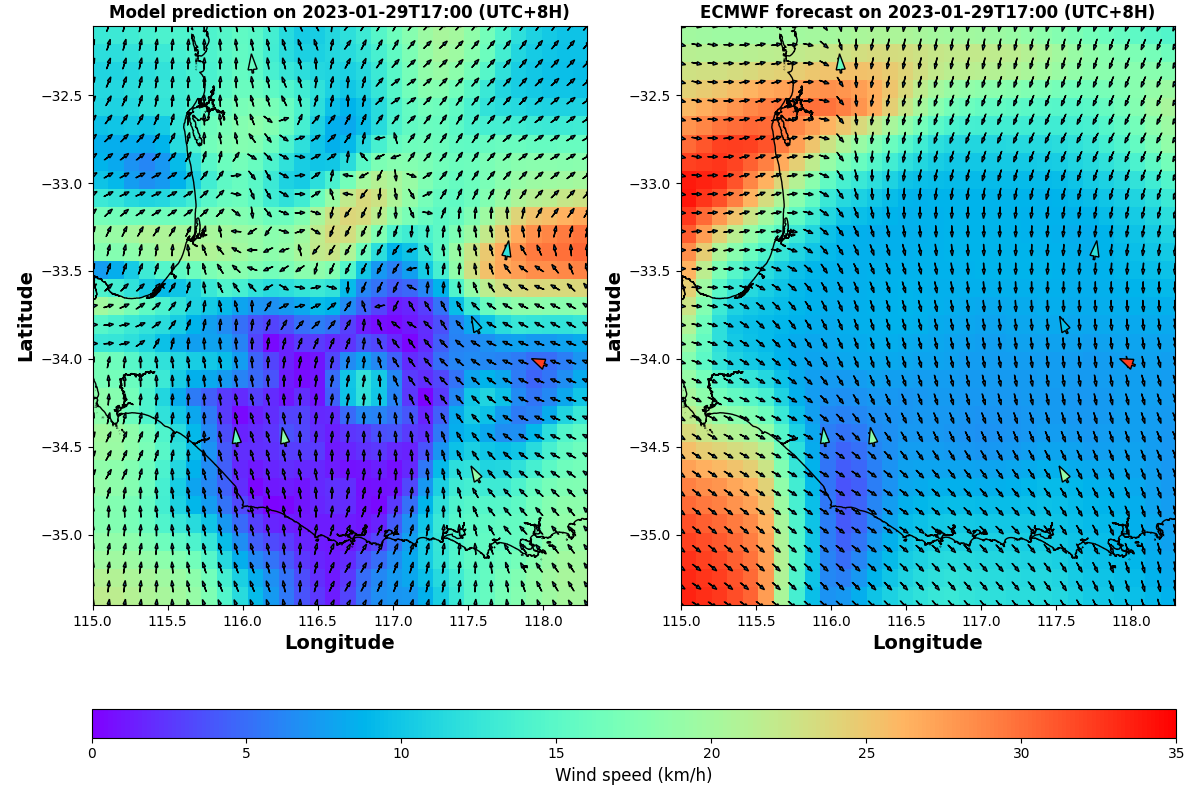 Model prediction on 2023-01-29T17:00 (UTC+8H)
ECMWF forecast on 2023-01-29T17:00 (UTC+8H)
Latitude
−32.5
−33.0
−33.5
−34.0
−34.5
−35.0
115.0 115.5 116.0 116.5 117.0 117.5 118.0
Longitude
Latitude
−32.5
−33.0
−33.5
−34.0
−34.5
−35.0
115.0 115.5 116.0 116.5 117.0 117.5 118.0
Longitude
0 5 10 15 20 25 30 35
Wind speed (km/h)